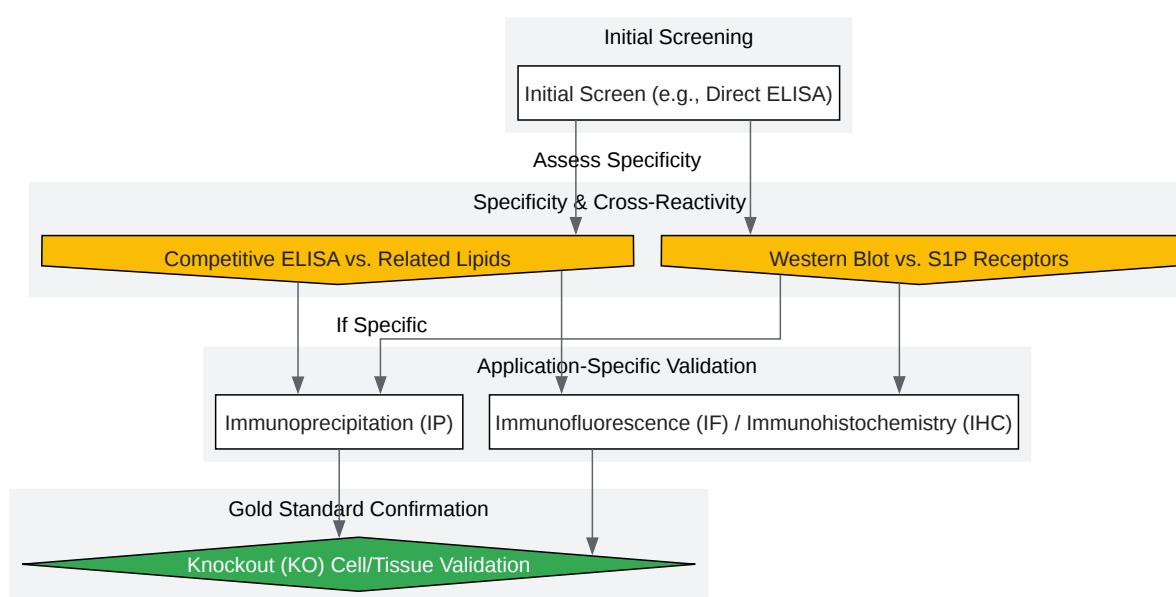 Initial Screening
Initial Screen (e.g., Direct ELISA)
Assess Specificity
Specificity & Cross-Reactivity
Competitive ELISA vs. Related Lipids
Western Blot vs. S1P Receptors
If Specific
Application-Specific Validation
Immunoprecipitation (IP)
Immunofluorescence (IF) / Immunohistochemistry (IHC)
Gold Standard Confirmation
Knockout (KO) Cell/Tissue Validation